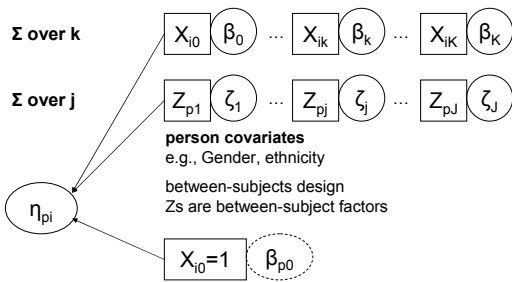 Σ over k X_i0 β_0 ... X_ik β_k ... X_iK β_K
Σ over j Z_p1 ζ_1 ... Z_pj ζ_j ... Z_pJ ζ_J
person covariates
e.g., Gender, ethnicity
between-subjects design
Zs are between-subject factors
η_pi
X_i0=1 β_p0